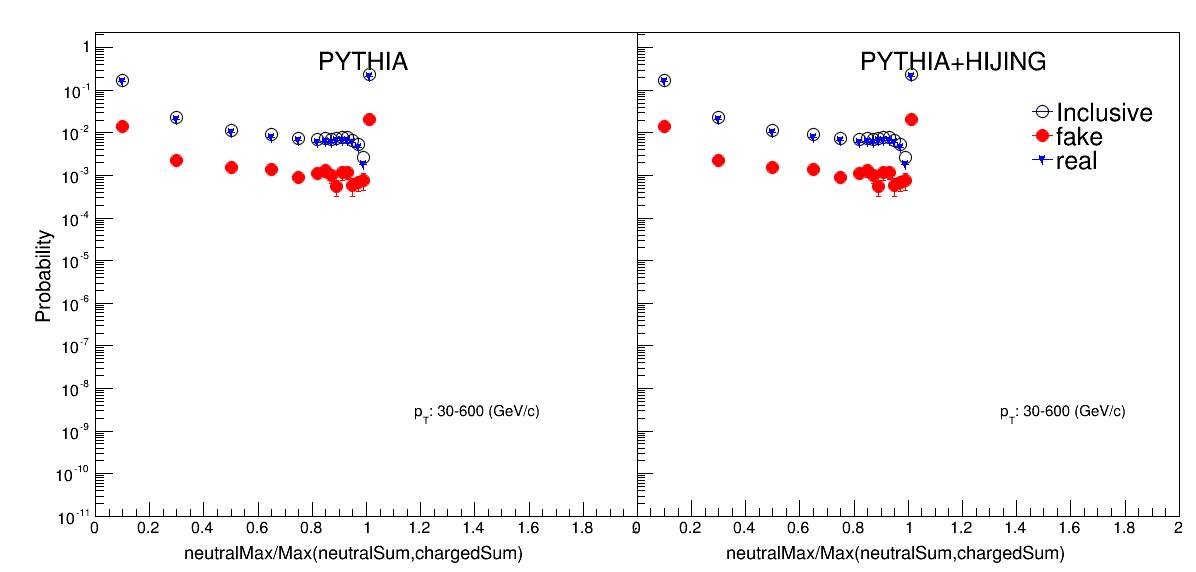 PYTHIA
PYTHIA+HIJING
Inclusive
fake
real
Probability
1
10^-1
10^-2
10^-3
10^-4
10^-5
10^-6
10^-7
10^-8
10^-9
10^-10
10^-11
p_T: 30-600 (GeV/c)
p_T: 30-600 (GeV/c)
0 0.2 0.4 0.6 0.8 1 1.2 1.4 1.6 1.8 2
0 0.2 0.4 0.6 0.8 1 1.2 1.4 1.6 1.8 2
neutralMax/Max(neutralSum,chargedSum)
neutralMax/Max(neutralSum,chargedSum)